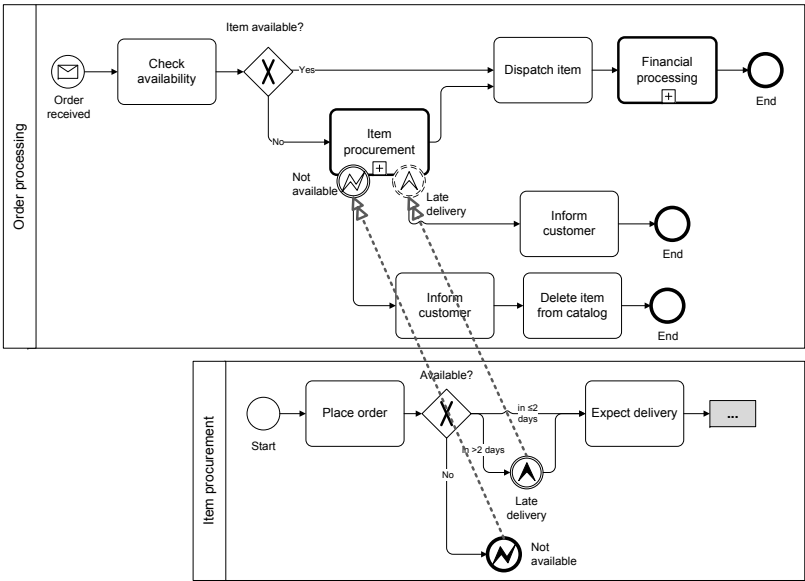 Order processing
Item available?
Order
received
Check
availability
Yes
No
Dispatch item
Financial
processing
End
Item
procurement
Not
available
Late
delivery
Inform
customer
End
Inform
customer
Delete item
from catalog
End
Item procurement
Start
Place order
Available?
in ≤2
days
in >2 days
No
Expect delivery
...
Late
delivery
Not
available